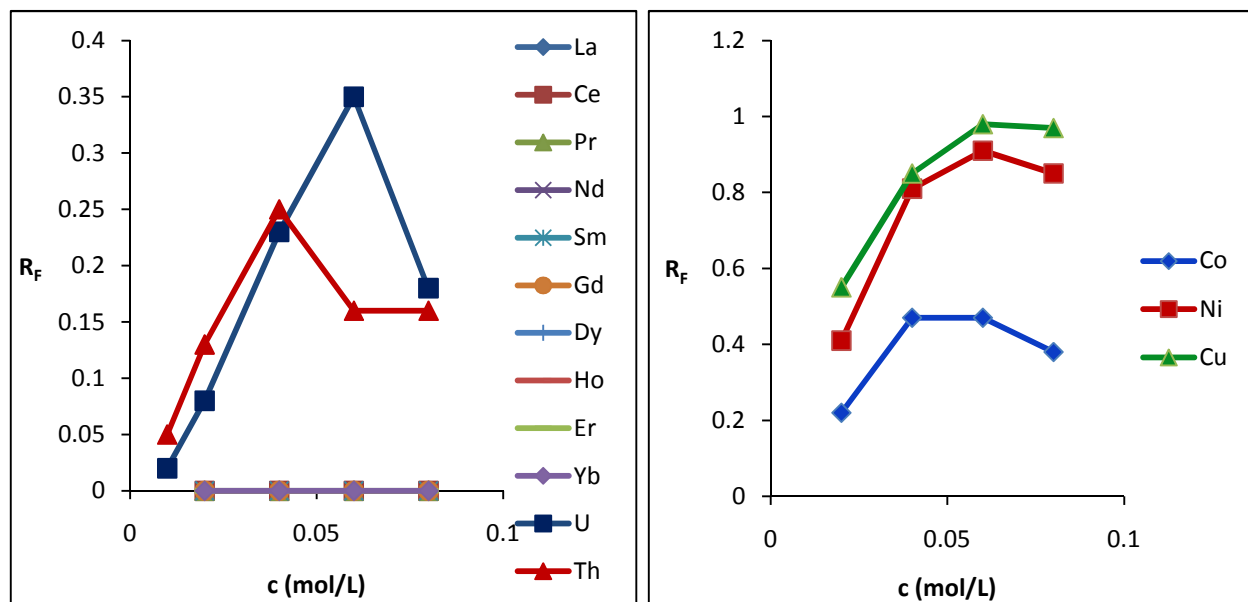 0.4
0.35
0.3
0.25
0.2
0.15
0.1
0.05
0
R_F
0
0.05
0.1
c (mol/L)
La
Ce
Pr
Nd
Sm
Gd
Dy
Ho
Er
Yb
U
Th
1.2
1
0.8
0.6
0.4
0.2
0
R_F
0
0.05
0.1
c (mol/L)
Co
Ni
Cu